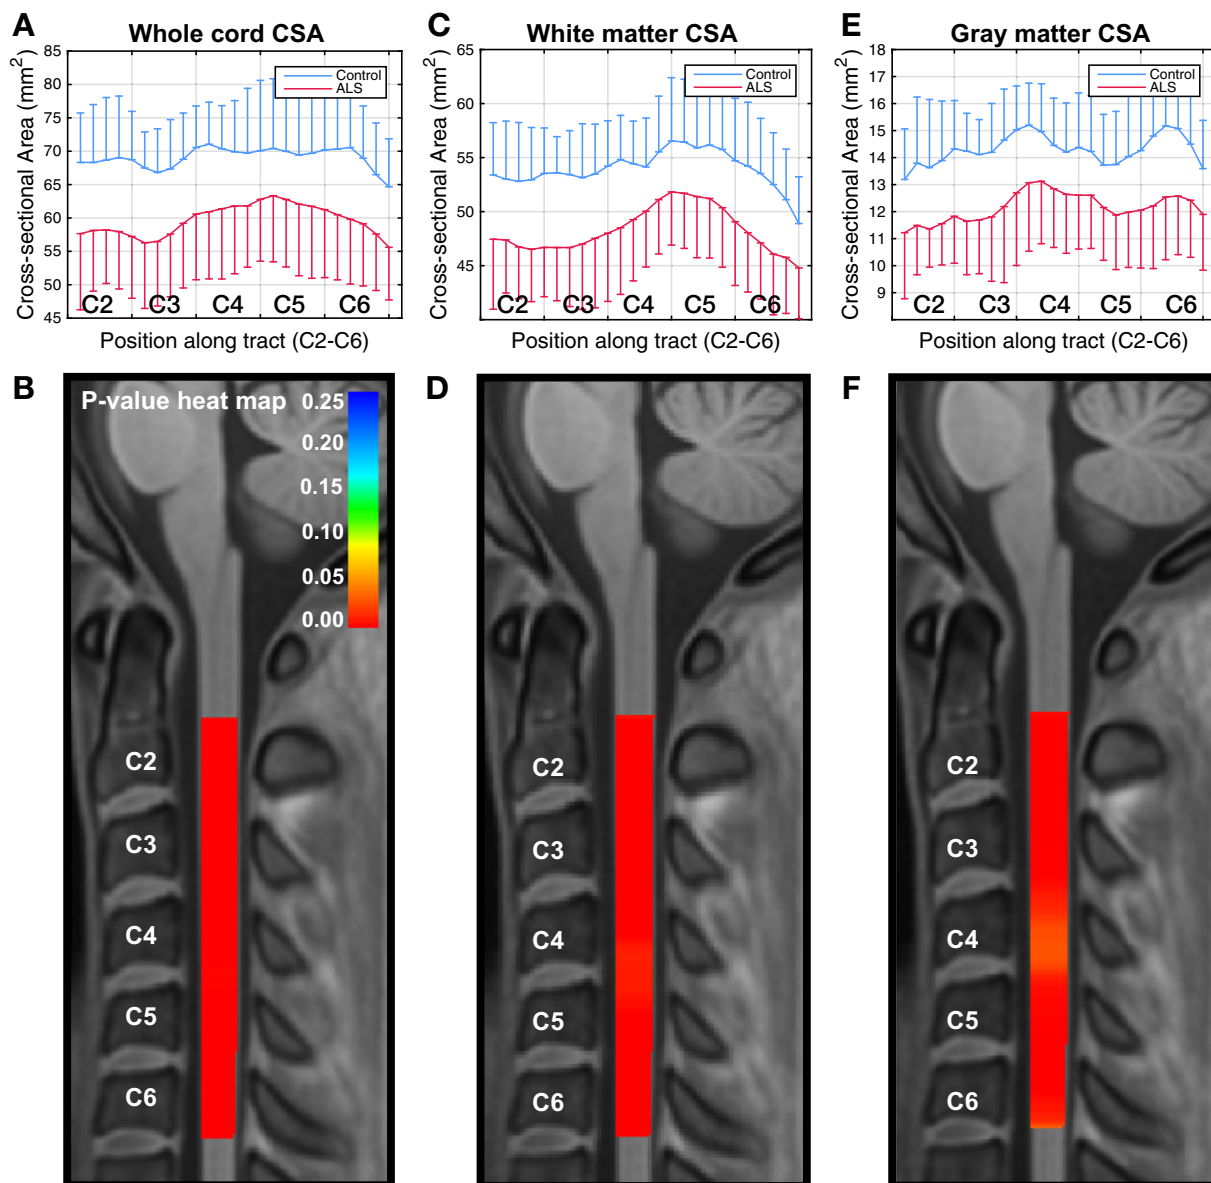 A
Whole cord CSA
Cross-sectional Area (mm²)
85
80
75
70
65
60
55
50
45
Control
ALS
C2 C3 C4 C5 C6
Position along tract (C2-C6)
C
White matter CSA
Cross-sectional Area (mm²)
65
60
55
50
45
Control
ALS
C2 C3 C4 C5 C6
Position along tract (C2-C6)
E
Gray matter CSA
Cross-sectional Area (mm²)
18
17
16
15
14
13
12
11
10
9
Control
ALS
C2 C3 C4 C5 C6
Position along tract (C2-C6)
B
P-value heat map
0.25
0.20
0.15
0.10
0.05
0.00
C2
C3
C4
C5
C6
D
C2
C3
C4
C5
C6
F
C2
C3
C4
C5
C6